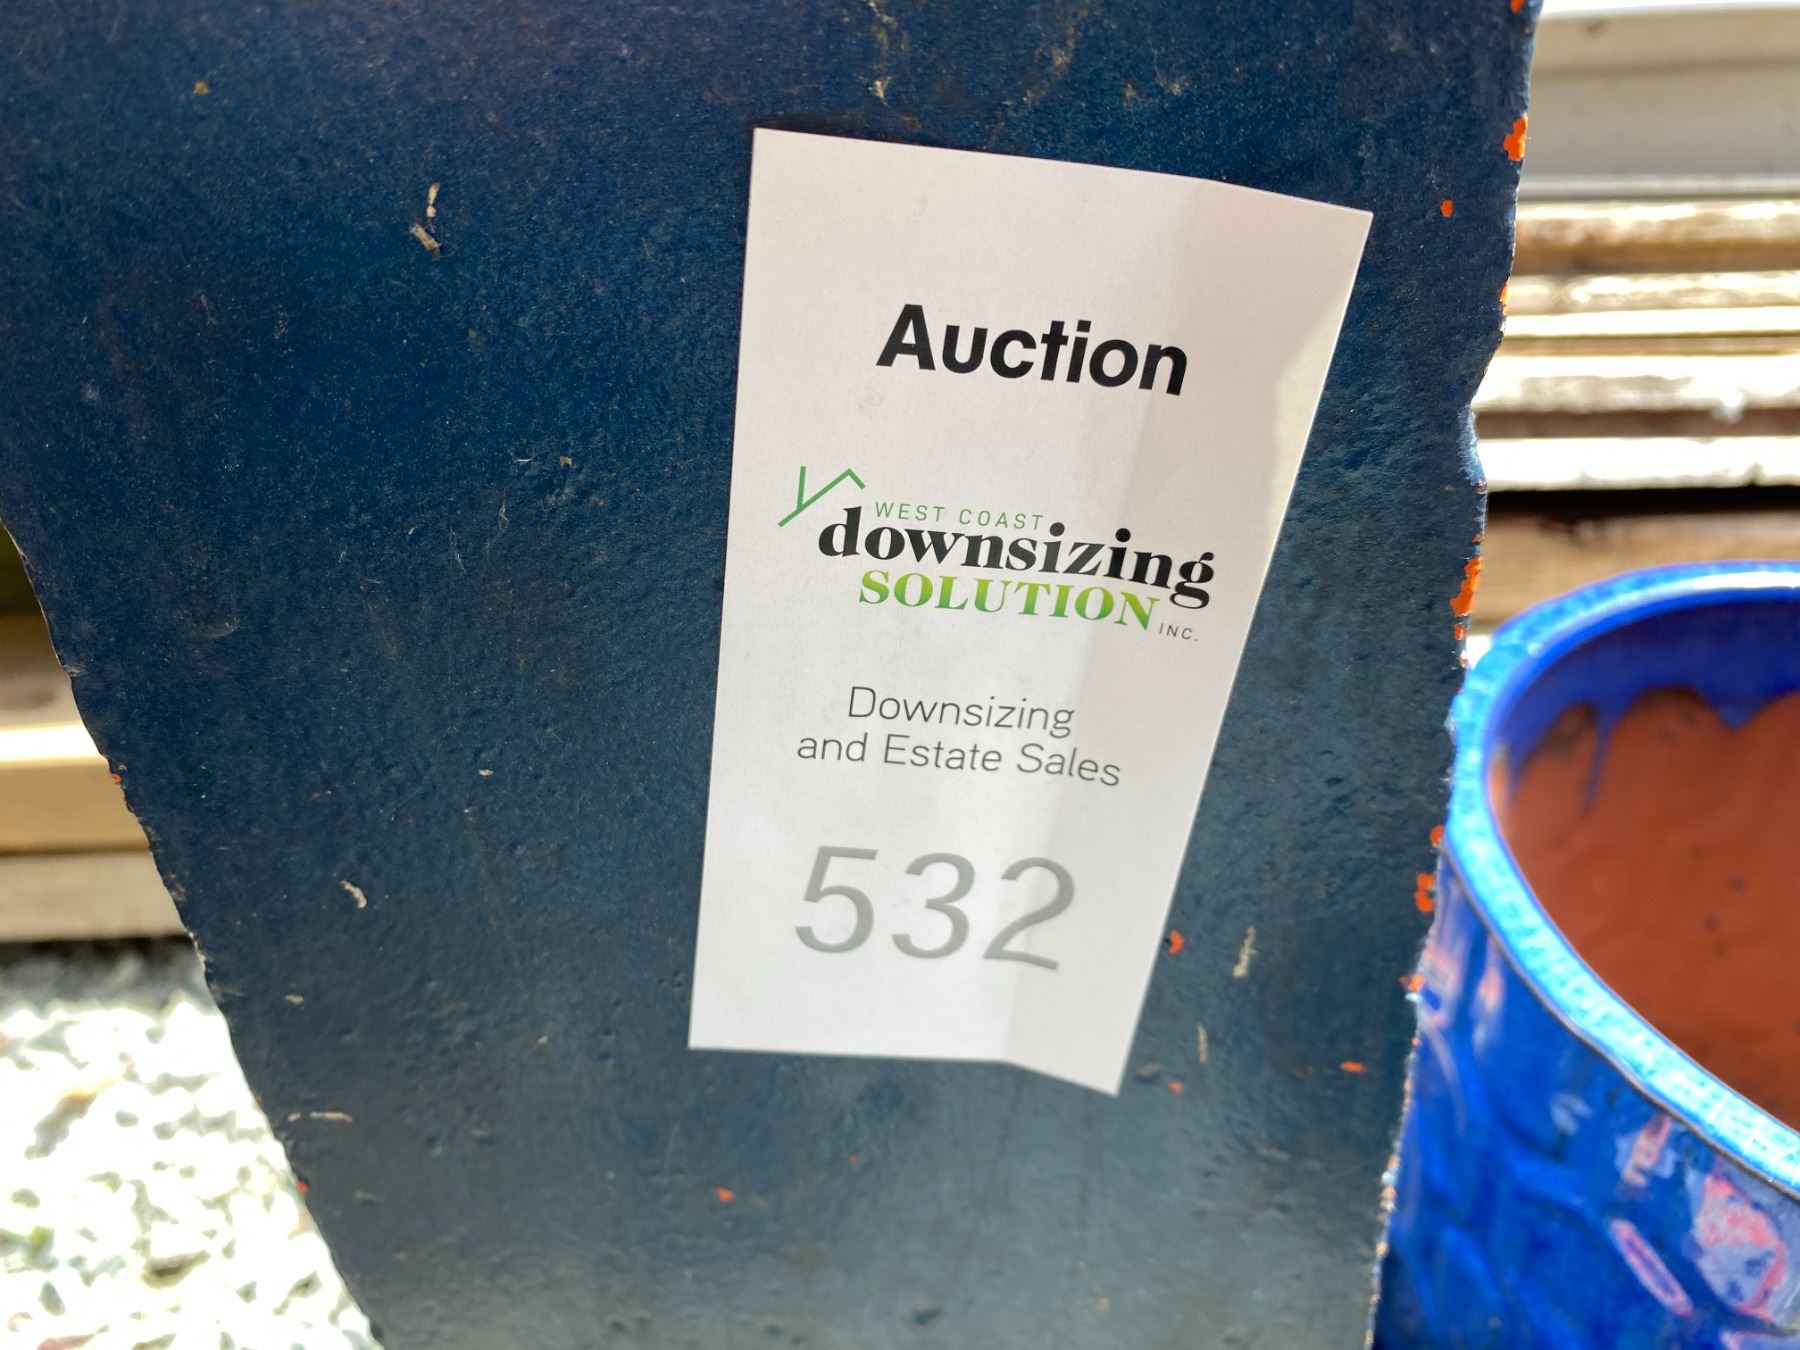 Auction
WEST COAST
downsizing
SOLUTION INC.
Downsizing
and Estate Sales
532